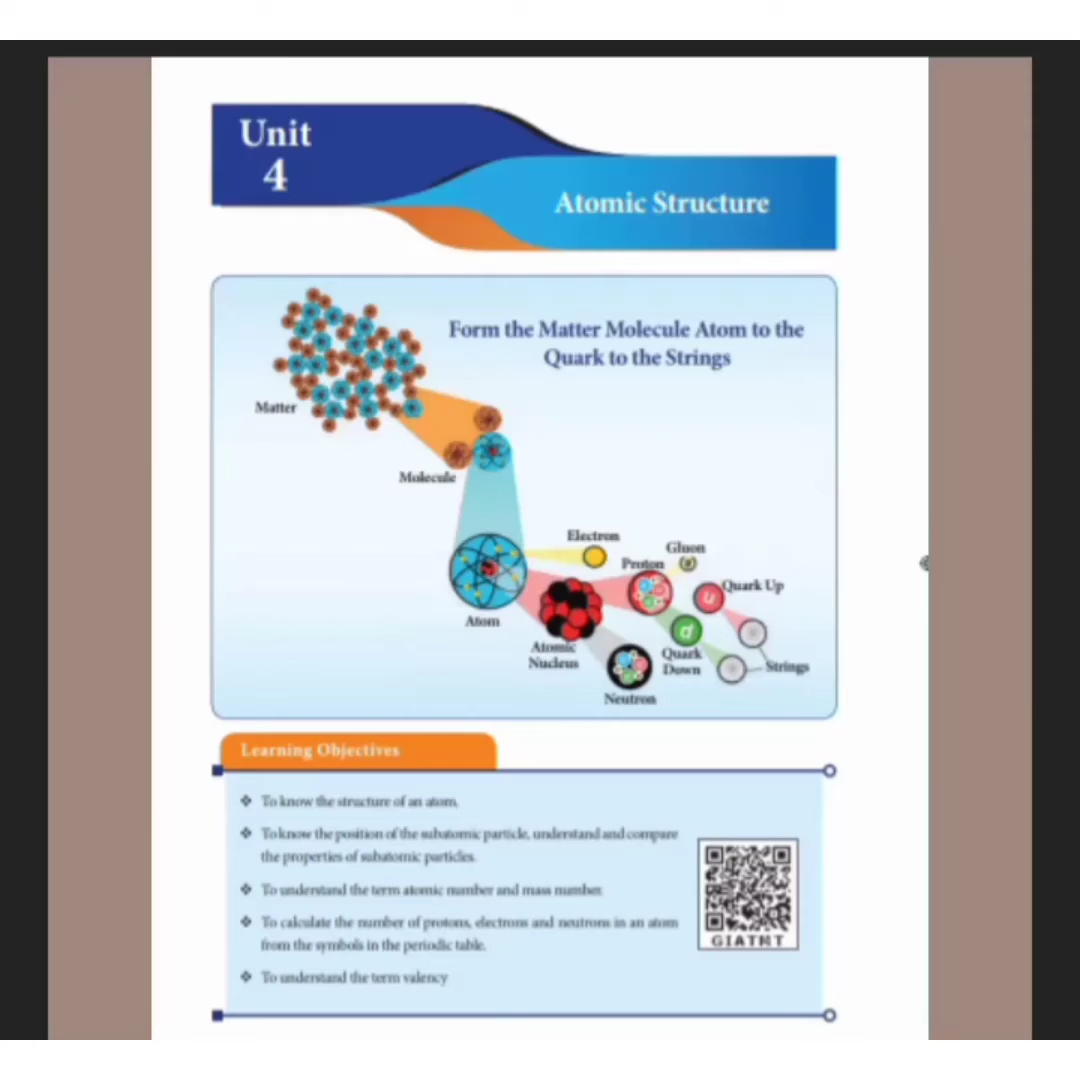 Unit
4
Atomic Structure
Form the Matter Molecule Atom to the
Quark to the Strings
Matter
Molecule
Electron
Gluon
Proton
Quark Up
Atom
Atomic
Nucleus
Quark
Down
Strings
Neutron
u
d
g
Learning Objectives
To know the structure of an atom.
To know the position of the subatomic particle, understand and compare
the properties of subatomic particles.
To understand the term atomic number and mass number.
To calculate the number of protons, electrons and neutrons in an atom
from the symbols in the periodic table.
To understand the term valency
GIATMT